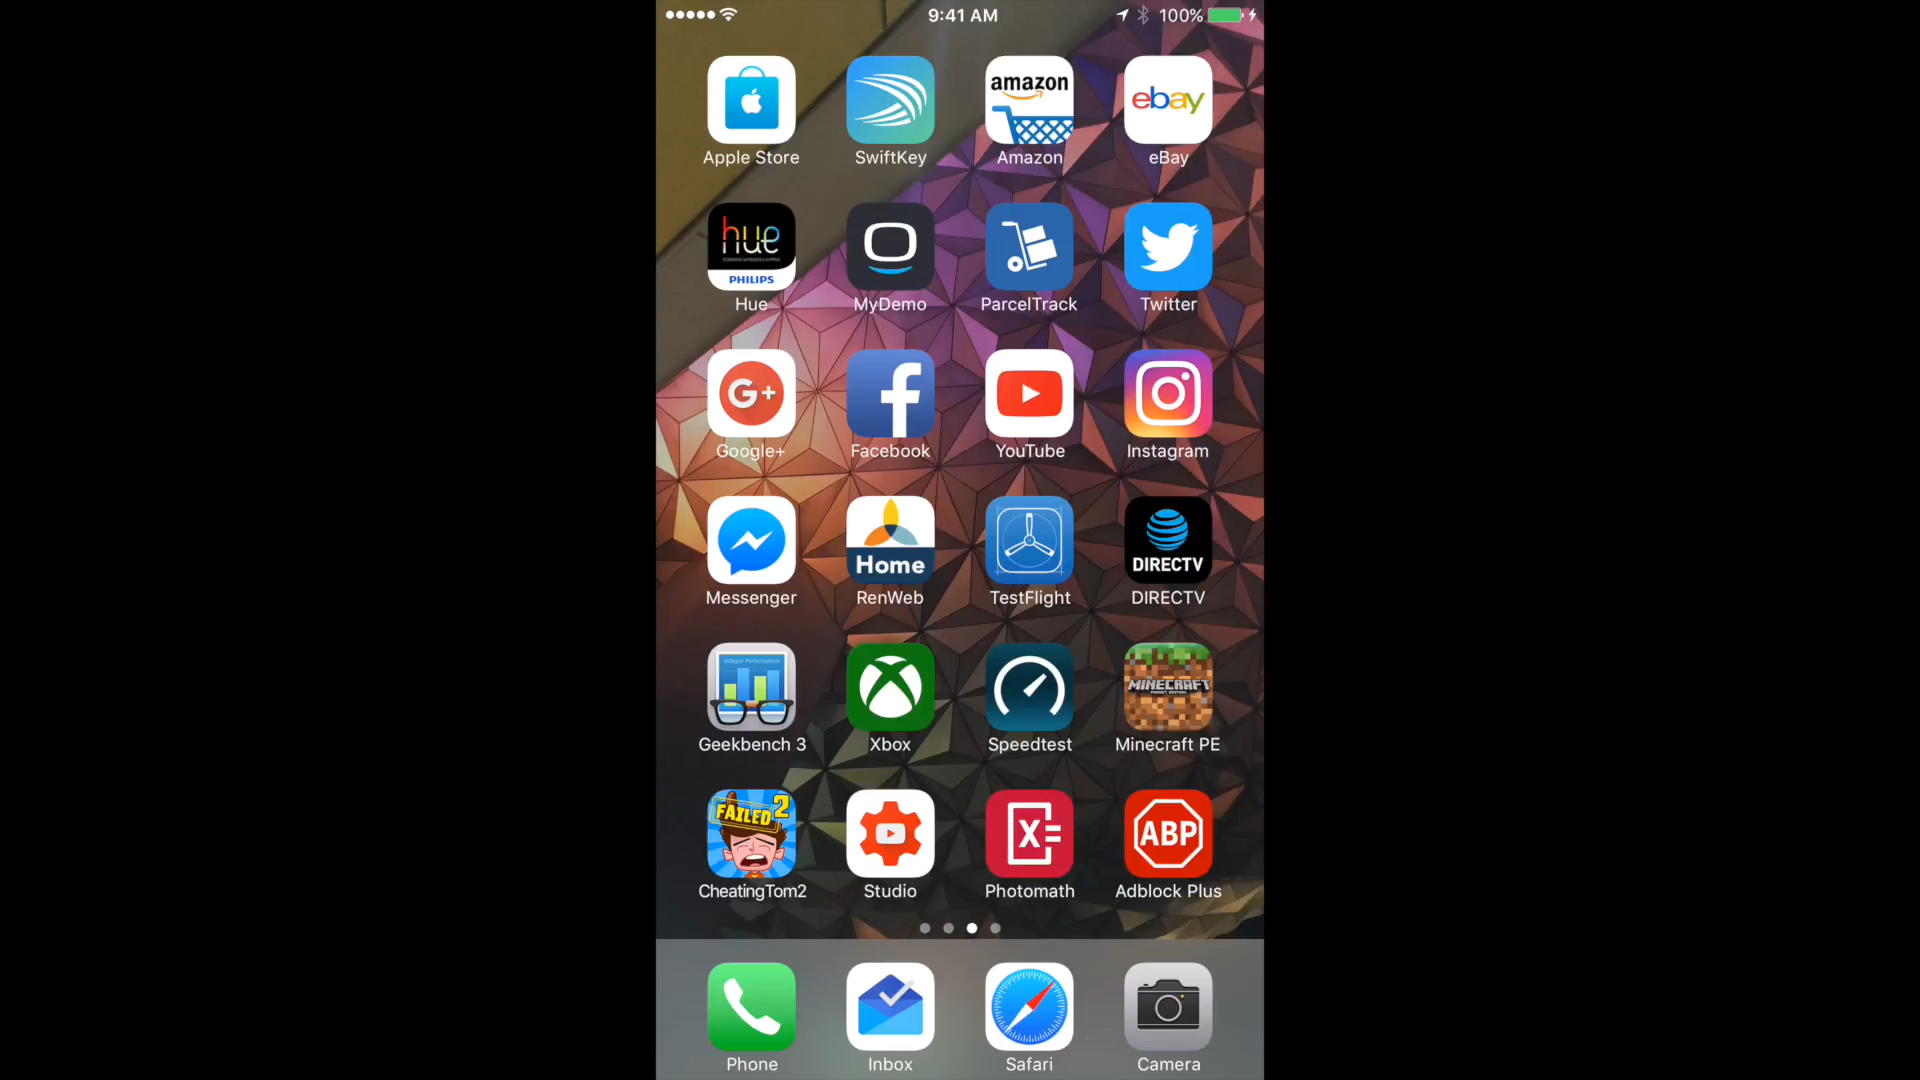 9:41 AM
100%
amazon
ebay
Apple Store
SwiftKey
Amazon
eBay
hue
PHILIPS
Hue
MyDemo
ParcelTrack
Twitter
G+
f
Google+
Facebook
YouTube
Instagram
Home
DIRECTV
Messenger
RenWeb
TestFlight
DIRECTV
Integer Performance
MINECRAFT
Geekbench 3
Xbox
Speedtest
Minecraft PE
FAILED 2
X=
ABP
CheatingTom2
Studio
Photomath
Adblock Plus
Phone
Inbox
Safari
Camera